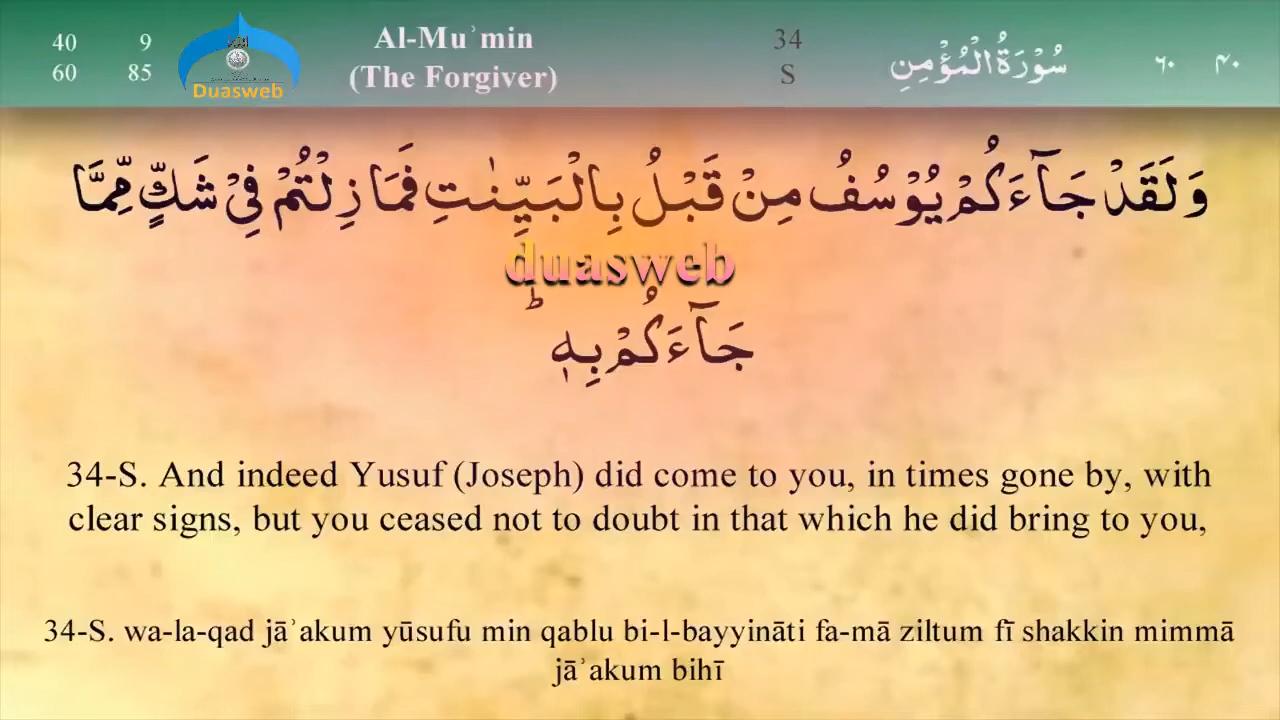 40 9
60 85
Duasweb
Al-Muʾmin
(The Forgiver)
34
S
سُوْرَةُ الْمُؤْمِنِ
٦٠ ٤٠
وَلَقَدْ جَآءَكُمْ يُوْسُفُ مِنْ قَبْلُ بِالْبَيِّنٰتِ فَمَا زِلْتُمْ فِيْ شَكٍّ مِّمَّا
duasweb
جَآءَكُمْ بِهٖ ؕ
34-S. And indeed Yusuf (Joseph) did come to you, in times gone by, with
clear signs, but you ceased not to doubt in that which he did bring to you,
34-S. wa-la-qad jāʾakum yūsufu min qablu bi-l-bayyināti fa-mā ziltum fī shakkin mimmā
jāʾakum bihī